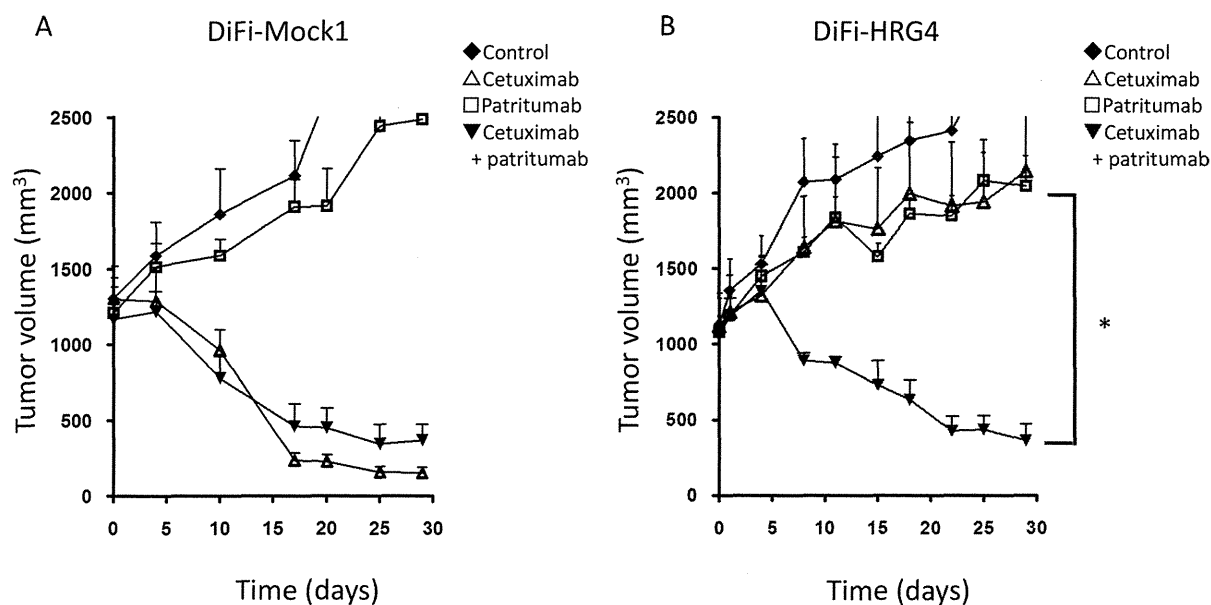 A
DiFi-Mock1
Control
Cetuximab
Patritumab
Cetuximab
+ patritumab
Tumor volume (mm³)
2500
2000
1500
1000
500
0
0 5 10 15 20 25 30
Time (days)
B
DiFi-HRG4
Control
Cetuximab
Patritumab
Cetuximab
+ patritumab
Tumor volume (mm³)
2500
2000
1500
1000
500
0
0 5 10 15 20 25 30
*
Time (days)